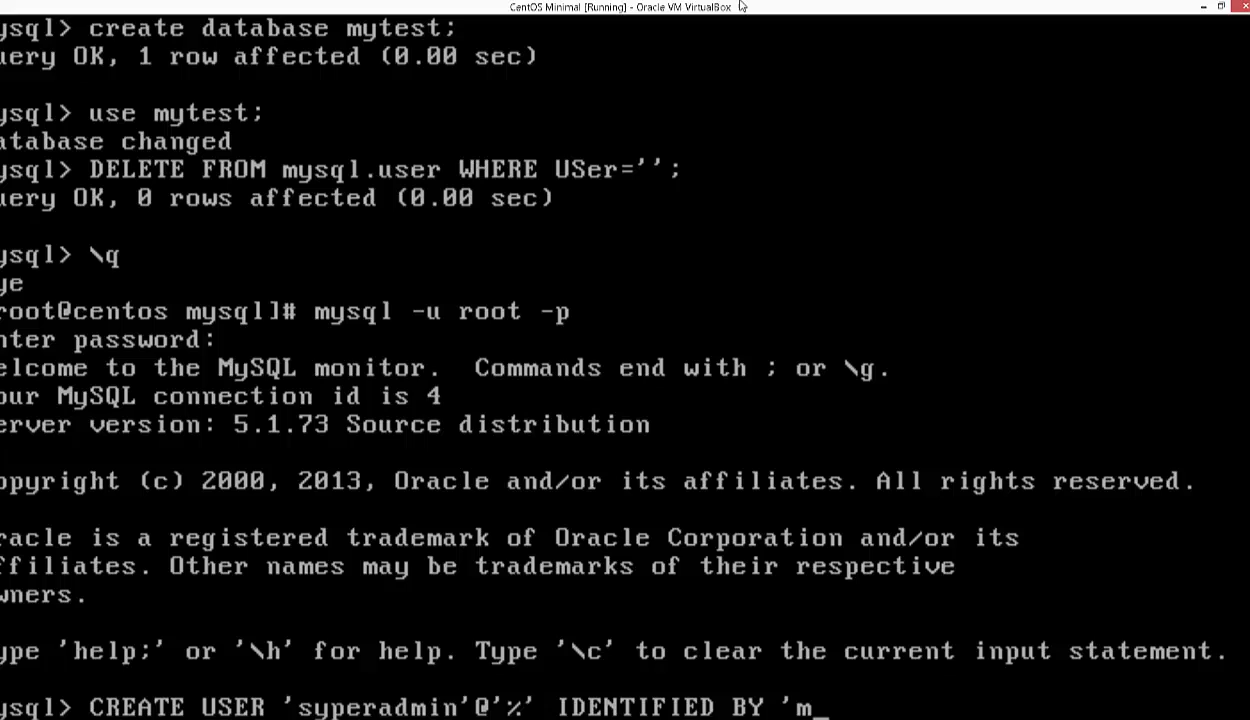 CentOS Minimal [Running] - Oracle VM VirtualBox
ysql> create database mytest;
uery OK, 1 row affected (0.00 sec)
ysql> use mytest;
atabase changed
ysql> DELETE FROM mysql.user WHERE USer='';
uery OK, 0 rows affected (0.00 sec)
ysql> \q
ye
root@centos mysql]# mysql -u root -p
nter password:
elcome to the MySQL monitor.  Commands end with ; or \g.
our MySQL connection id is 4
erver version: 5.1.73 Source distribution
opyright (c) 2000, 2013, Oracle and/or its affiliates. All rights reserved.
racle is a registered trademark of Oracle Corporation and/or its
ffiliates. Other names may be trademarks of their respective
wners.
ype 'help;' or '\h' for help. Type '\c' to clear the current input statement.
ysql> CREATE USER 'syperadmin'@'%' IDENTIFIED BY 'm_